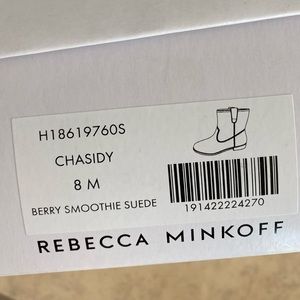 H18619760S
CHASIDY
8 M
BERRY SMOOTHIE SUEDE
191422224270
REBECCA MINKOFF